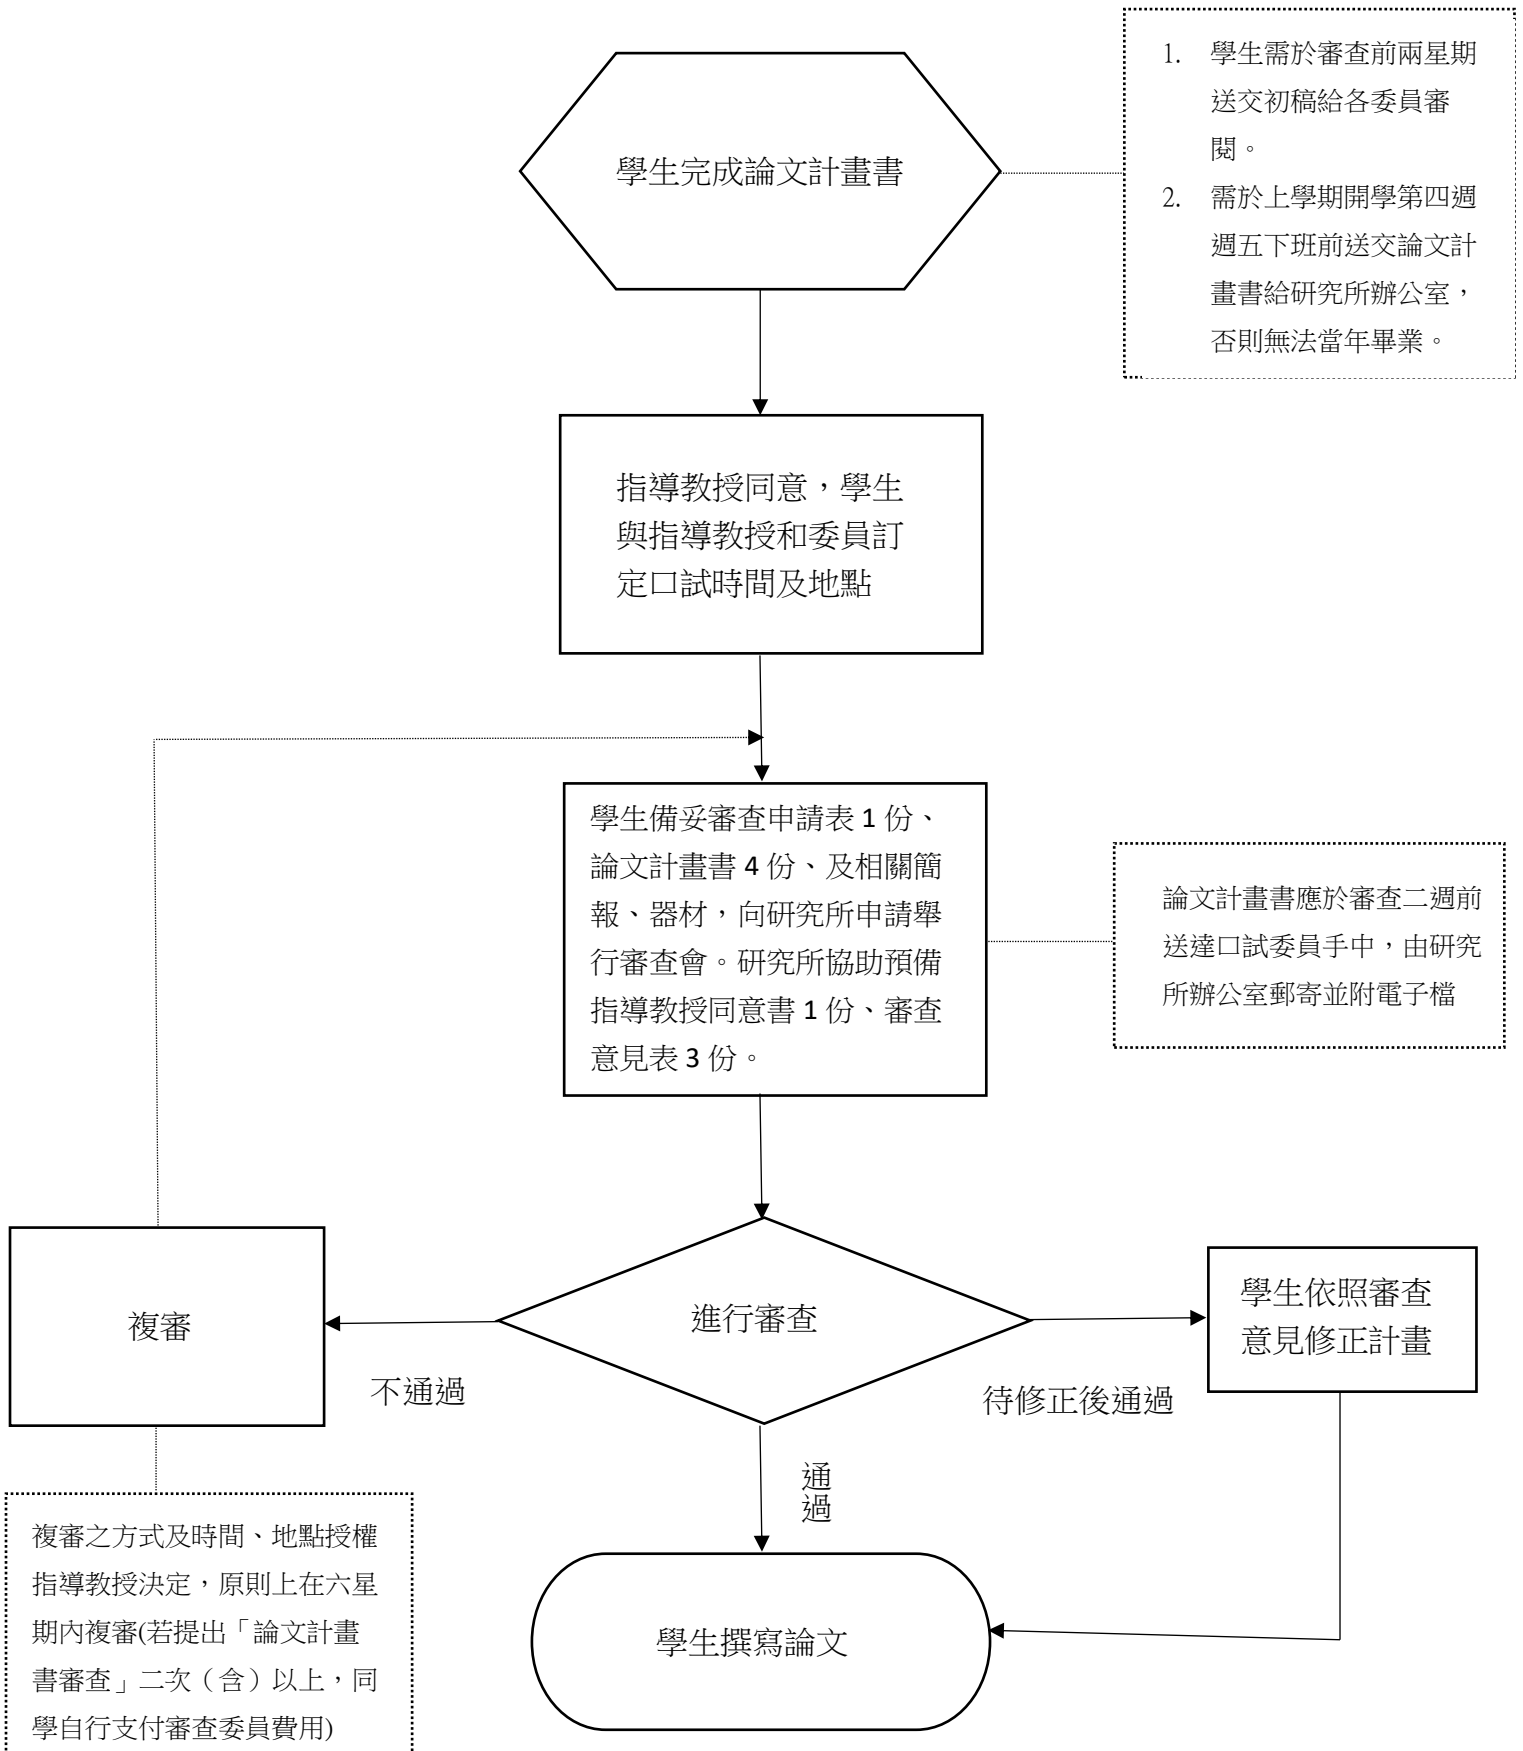 1. 學生需於審查前兩星期
送交初稿給各委員審
閱。
2. 需於上學期開學第四週
週五下班前送交論文計
畫書給研究所辦公室，
否則無法當年畢業。
學生完成論文計畫書
指導教授同意，學生
與指導教授和委員訂
定口試時間及地點
學生備妥審查申請表 1 份、
論文計畫書 4 份、及相關簡
報、器材，向研究所申請舉
行審查會。研究所協助預備
指導教授同意書 1 份、審查
意見表 3 份。
論文計畫書應於審查二週前
送達口試委員手中，由研究
所辦公室郵寄並附電子檔
複審
進行審查
學生依照審查
意見修正計畫
不通過
待修正後通過
通
過
複審之方式及時間、地點授權
指導教授決定，原則上在六星
期內複審(若提出「論文計畫
書審查」二次（含）以上，同
學自行支付審查委員費用)
學生撰寫論文